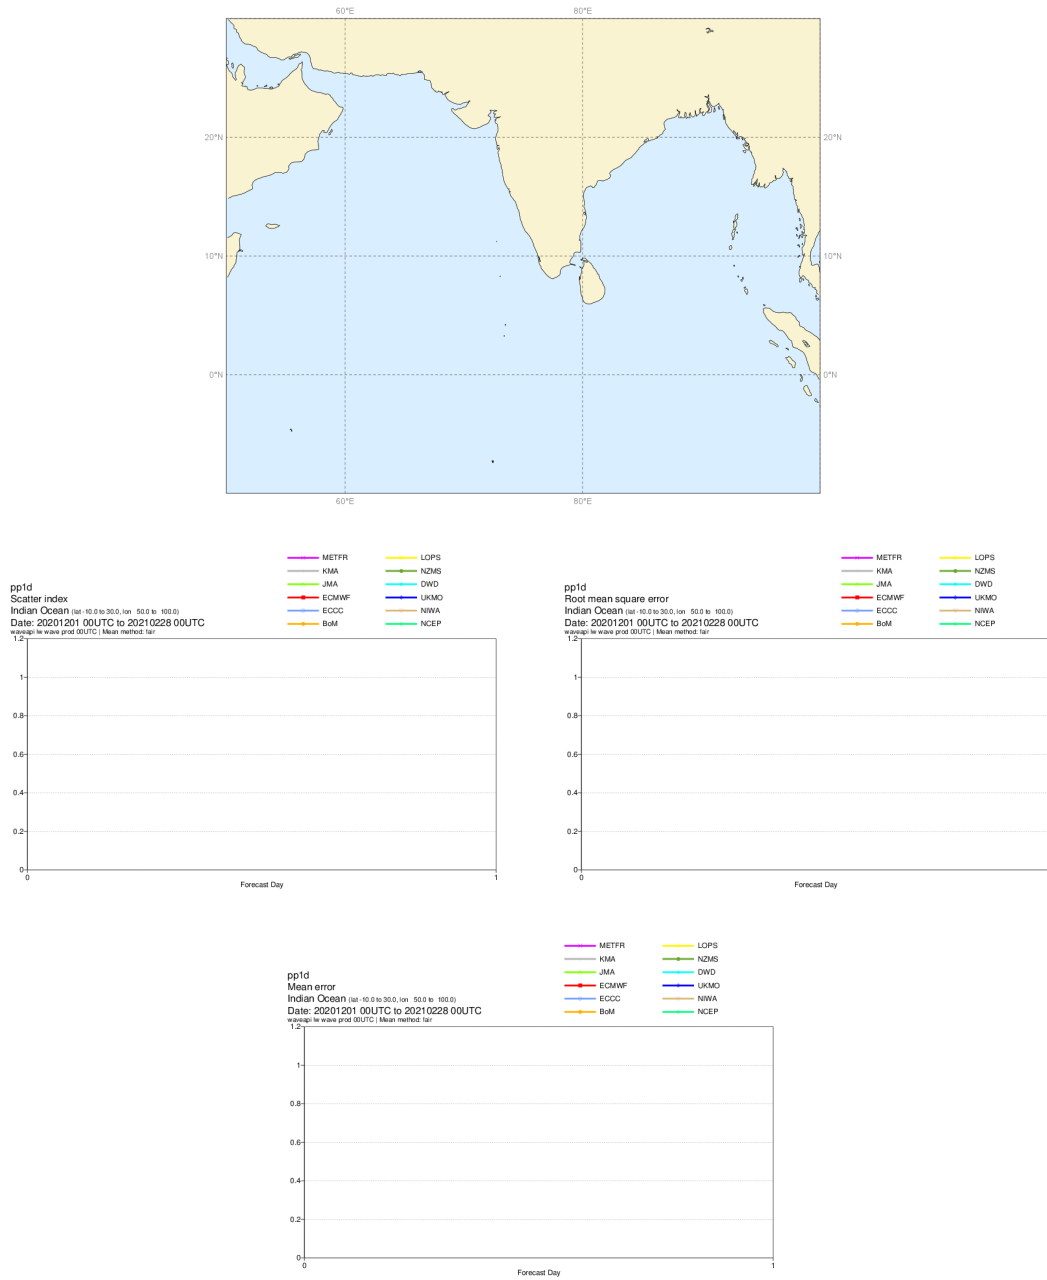 60°E 80°E
20°N 20°N
10°N 10°N
0°N 0°N
60°E 80°E
METFR LOPS
KMA NZMS
JMA DWD
ECMWF UKMO
ECCC NIWA
BoM NCEP
pp1d
Scatter index
Indian Ocean (lat -10.0 to 30.0, lon 50.0 to 100.0)
Date: 20201201 00UTC to 20210228 00UTC
waveapi lw wave prod 00UTC | Mean method: fair
1.2
1
0.8
0.6
0.4
0.2
0
0 1
Forecast Day
METFR LOPS
KMA NZMS
JMA DWD
ECMWF UKMO
ECCC NIWA
BoM NCEP
pp1d
Root mean square error
Indian Ocean (lat -10.0 to 30.0, lon 50.0 to 100.0)
Date: 20201201 00UTC to 20210228 00UTC
waveapi lw wave prod 00UTC | Mean method: fair
1.2
1
0.8
0.6
0.4
0.2
0
0
Forecast Day
METFR LOPS
KMA NZMS
JMA DWD
ECMWF UKMO
ECCC NIWA
BoM NCEP
pp1d
Mean error
Indian Ocean (lat -10.0 to 30.0, lon 50.0 to 100.0)
Date: 20201201 00UTC to 20210228 00UTC
waveapi lw wave prod 00UTC | Mean method: fair
1.2
1
0.8
0.6
0.4
0.2
0
0 1
Forecast Day